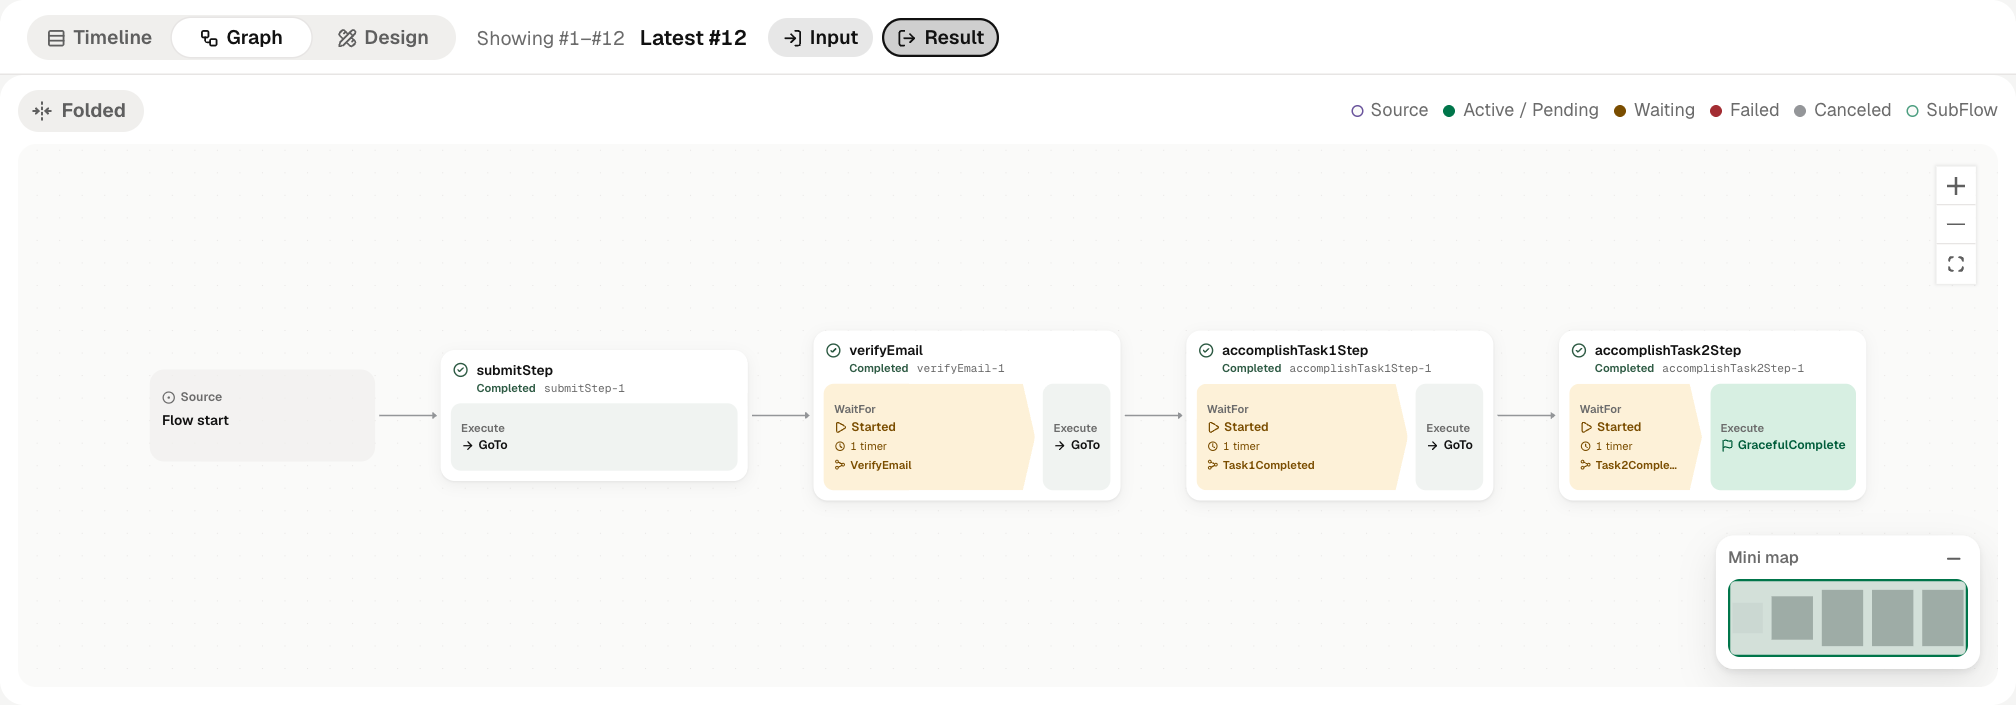 Timeline
Graph
Design
Showing #1–#12
Latest #12
Input
Result
Folded
Source
Active / Pending
Waiting
Failed
Canceled
SubFlow
Source
Flow start
submitStep
Completed submitStep-1
Execute
GoTo
verifyEmail
Completed verifyEmail-1
WaitFor
Started
1 timer
VerifyEmail
Execute
GoTo
accomplishTask1Step
Completed accomplishTask1Step-1
WaitFor
Started
1 timer
Task1Completed
Execute
GoTo
accomplishTask2Step
Completed accomplishTask2Step-1
WaitFor
Started
1 timer
Task2Comple...
Execute
GracefulComplete
Mini map